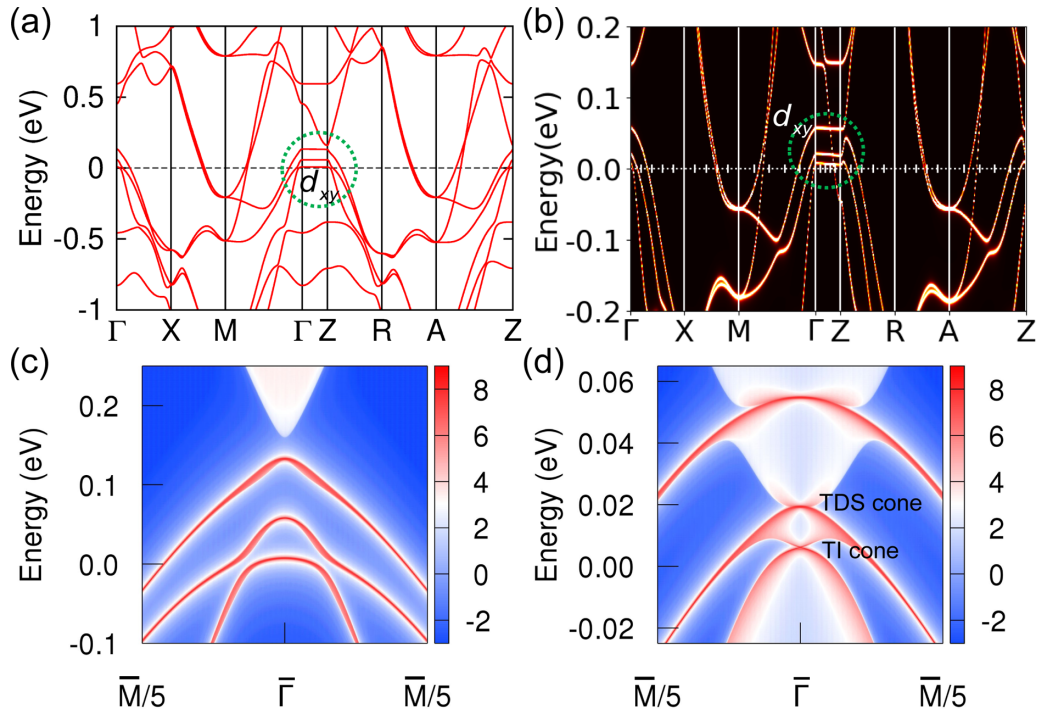 (a)
1
0.5
0
-0.5
-1
Energy (eV)
d_xy
Γ X M Γ Z R A Z
(b)
0.2
0.1
0.0
-0.1
-0.2
Energy(eV)
d_xy
Γ X M Γ Z R A Z
(c)
0.2
0.1
0.0
-0.1
Energy (eV)
8
6
4
2
0
-2
M̅/5 Γ̅ M̅/5
(d)
0.06
0.04
0.02
0.00
-0.02
Energy (eV)
TDS cone
TI cone
8
6
4
2
0
-2
M̅/5 Γ̅ M̅/5